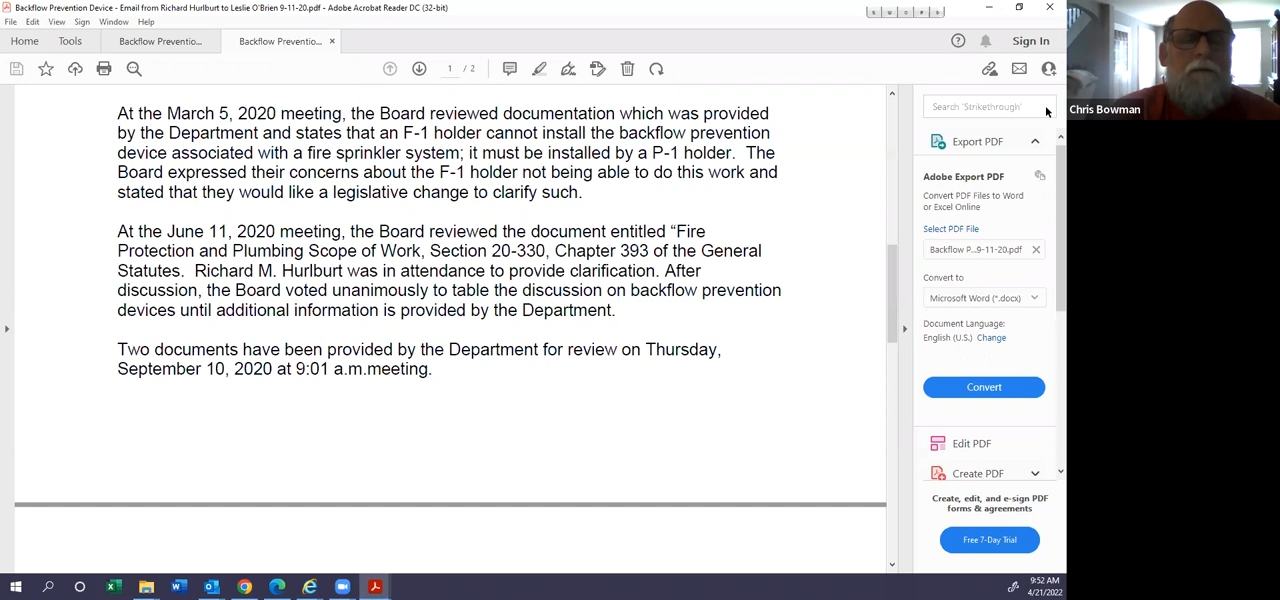 Backflow Prevention Device - Email from Richard Hurlburt to Leslie O'Brien 9-11-20.pdf - Adobe Acrobat Reader DC (32-bit)
File Edit View Sign Window Help
Home Tools Backflow Preventio... Backflow Preventio... × Sign In
1 / 2
At the March 5, 2020 meeting, the Board reviewed documentation which was provided
by the Department and states that an F-1 holder cannot install the backflow prevention
device associated with a fire sprinkler system; it must be installed by a P-1 holder. The
Board expressed their concerns about the F-1 holder not being able to do this work and
stated that they would like a legislative change to clarify such.
At the June 11, 2020 meeting, the Board reviewed the document entitled “Fire
Protection and Plumbing Scope of Work, Section 20-330, Chapter 393 of the General
Statutes. Richard M. Hurlburt was in attendance to provide clarification. After
discussion, the Board voted unanimously to table the discussion on backflow prevention
devices until additional information is provided by the Department.
Two documents have been provided by the Department for review on Thursday,
September 10, 2020 at 9:01 a.m.meeting.
Search 'Strikethrough'
Export PDF
Adobe Export PDF
Convert PDF Files to Word
or Excel Online
Select PDF File
Backflow P...9-11-20.pdf
Convert to
Microsoft Word (*.docx)
Document Language:
English (U.S.) Change
Convert
Edit PDF
Create PDF
Create, edit, and e-sign PDF
forms & agreements
Free 7-Day Trial
Chris Bowman
9:52 AM
4/21/2022